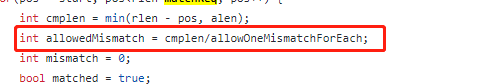 int cmplen = min(rlen - pos, alen);
int allowedMismatch = cmplen/allowOneMismatchForEach;
int mismatch = 0;
bool matched = true;